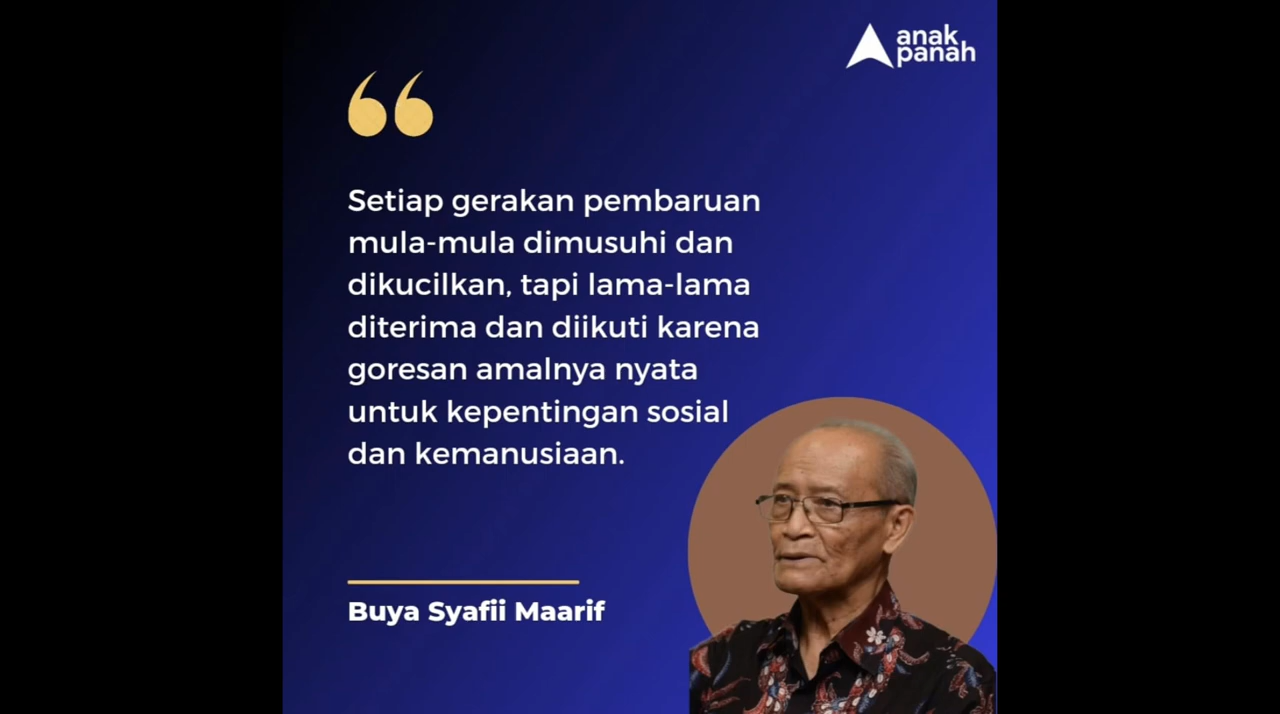 anak
panah
Setiap gerakan pembaruan
mula-mula dimusuhi dan
dikucilkan, tapi lama-lama
diterima dan diikuti karena
goresan amalnya nyata
untuk kepentingan sosial
dan kemanusiaan.
Buya Syafii Maarif